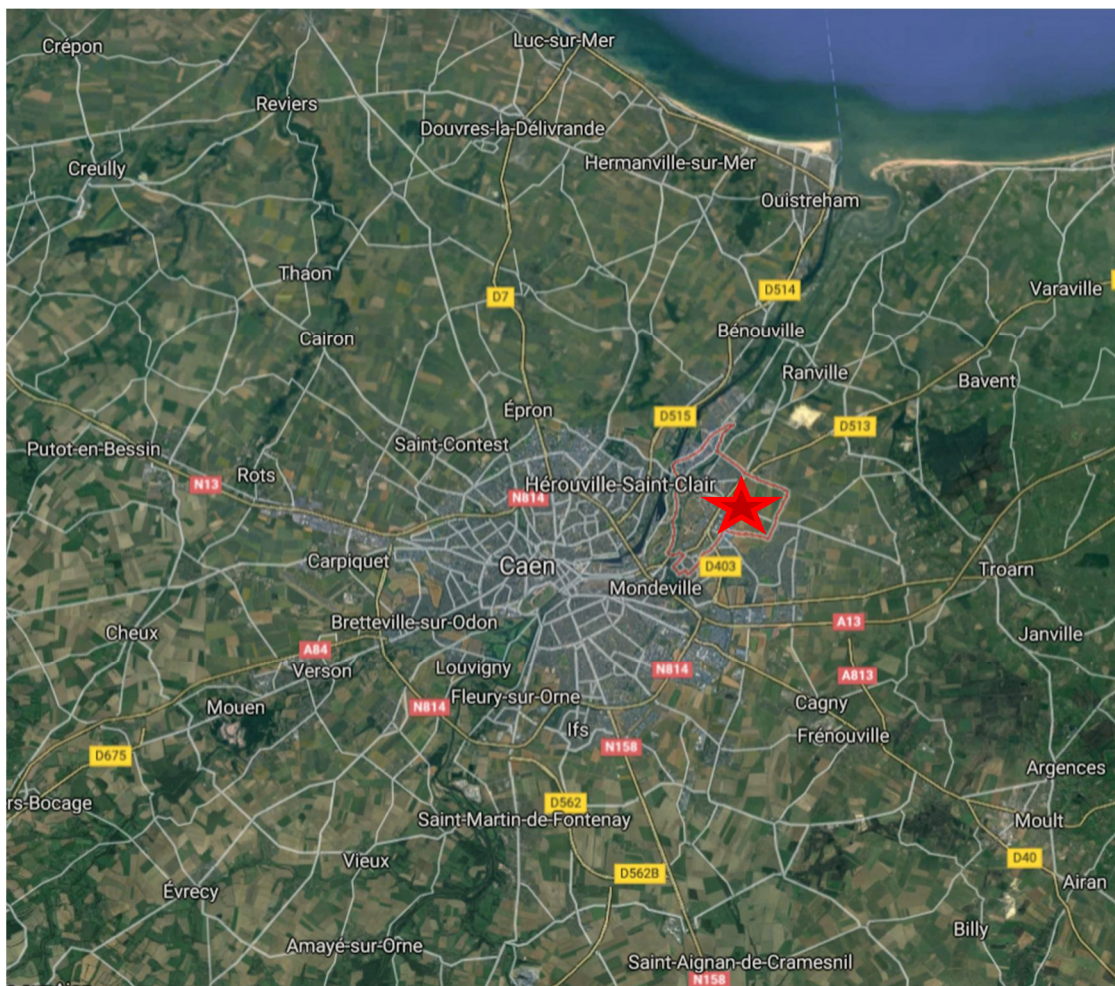 Luc-sur-Mer
Crépon
Reviers
Douvres-la-Délivrande
Creully
Hermanville-sur-Mer
Ouistreham
Thaon
D7
D514
Varaville
Cairon
Bénouville
Ranville
Bavent
Épron
D515
D513
Saint-Contest
Putot-en-Bessin
Rots
N13
Hérouville-Saint-Clair
N814
Carpiquet
Caen
D403
Troarn
Mondeville
Bretteville-sur-Odon
A13
Cheux
Janville
A84
Verson
Louvigny
N814
A813
Mouen
N814
Fleury-sur-Orne
Cagny
Ifs
Frénouville
N158
D675
Argences
ers-Bocage
D562
Saint-Martin-de-Fontenay
Moult
Vieux
D40
D562B
Évrecy
Airan
Amayé-sur-Orne
Billy
Saint-Aignan-de-Cramesnil
N158